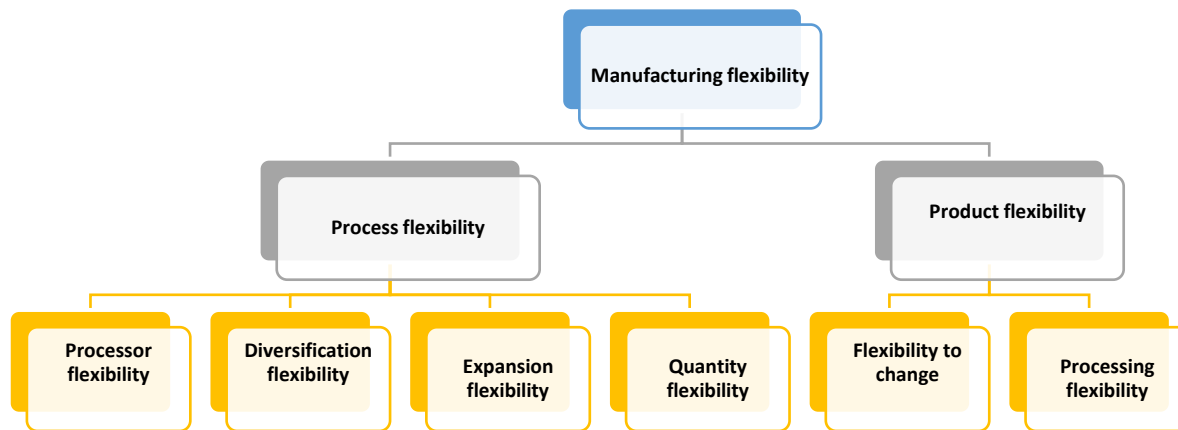 Manufacturing flexibility
Process flexibility
Product flexibility
Processor
flexibility
Diversification
flexibility
Expansion
flexibility
Quantity
flexibility
Flexibility to
change
Processing
flexibility